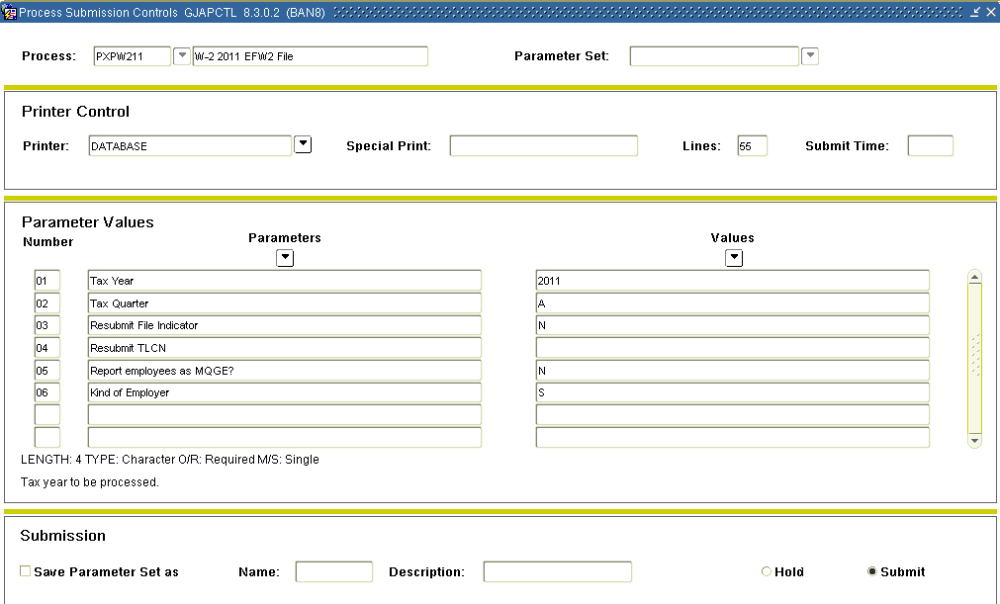 Process Submission Controls GJAPCTL 8.3.0.2 (BAN8)
Process: PXPW211 W-2 2011 EFW2 File Parameter Set:
Printer Control
Printer: DATABASE Special Print: Lines: 55 Submit Time:
Parameter Values
Number Parameters Values
01 Tax Year 2011
02 Tax Quarter A
03 Resubmit File Indicator N
04 Resubmit TLCN
05 Report employees as MQGE? N
06 Kind of Employer S
LENGTH: 4 TYPE: Character O/R: Required M/S: Single
Tax year to be processed.
Submission
Save Parameter Set as Name: Description: Hold Submit